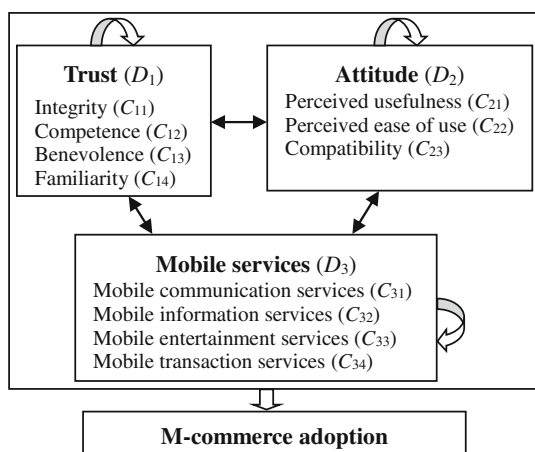 Trust (D₁)
Integrity (C₁₁)
Competence (C₁₂)
Benevolence (C₁₃)
Familiarity (C₁₄)
Attitude (D₂)
Perceived usefulness (C₂₁)
Perceived ease of use (C₂₂)
Compatibility (C₂₃)
Mobile services (D₃)
Mobile communication services (C₃₁)
Mobile information services (C₃₂)
Mobile entertainment services (C₃₃)
Mobile transaction services (C₃₄)
M-commerce adoption